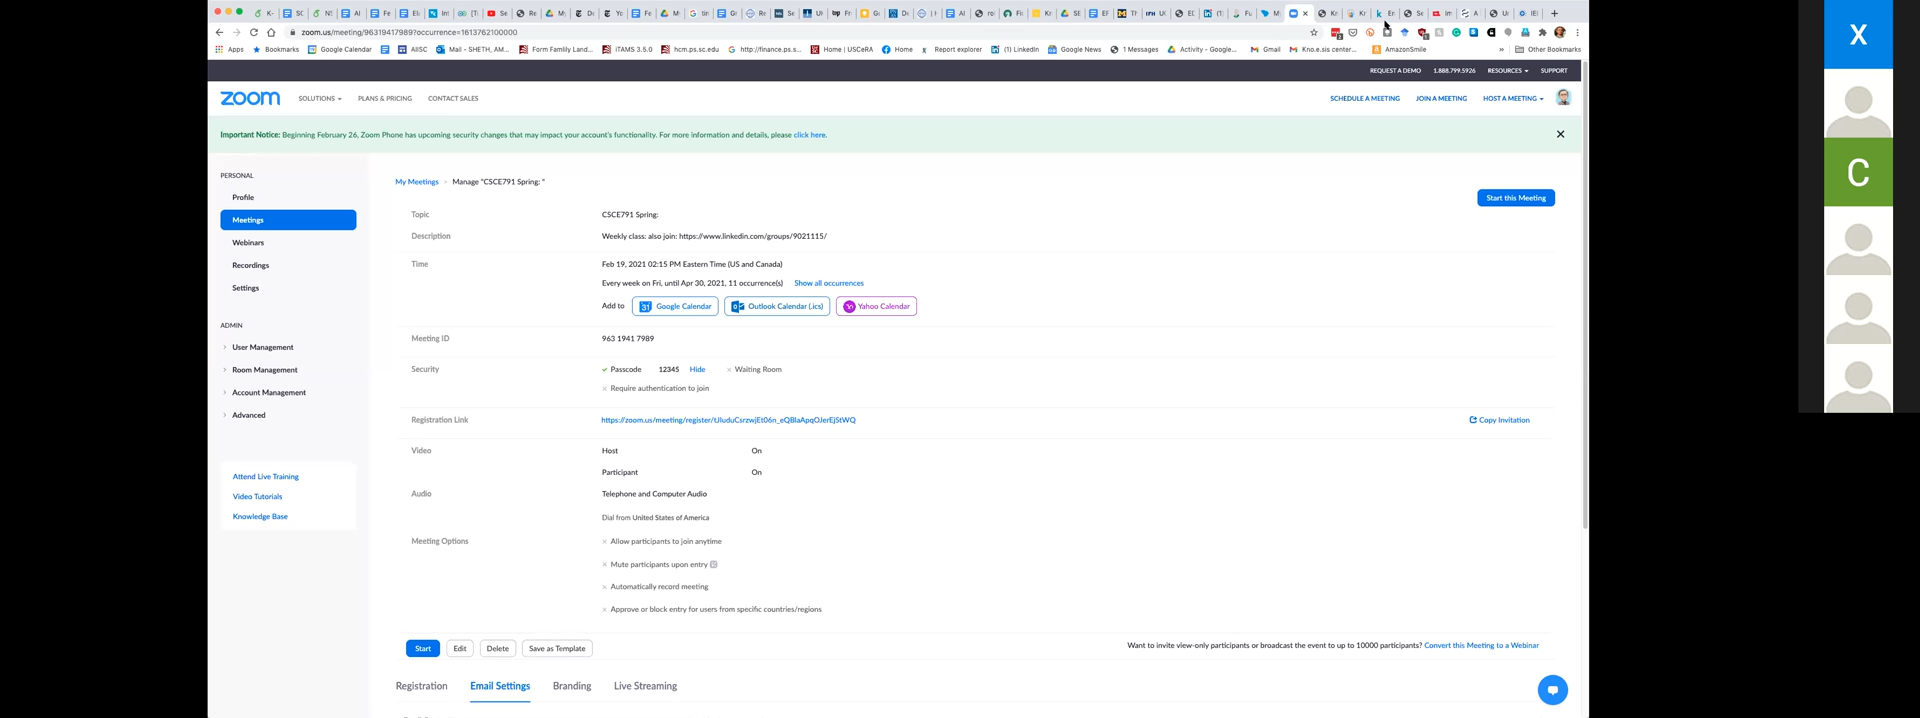 zoom.us/meeting/96319417989?occurrence=1613762100000
Apps Bookmarks Google Calendar AIISC Mail - SHETH, AM... Form Familiy Land... iTAMS 3.5.0 hcm.ps.sc.edu http://finance.ps.s... Home | USCeRA Home Report explorer (1) LinkedIn Google News 1 Messages Activity - Google... Gmail Kno.e.sis center... AmazonSmile » Other Bookmarks
REQUEST A DEMO 1.888.799.5926 RESOURCES SUPPORT
zoom SOLUTIONS PLANS & PRICING CONTACT SALES SCHEDULE A MEETING JOIN A MEETING HOST A MEETING
Important Notice: Beginning February 26, Zoom Phone has upcoming security changes that may impact your account's functionality. For more information and details, please click here.
PERSONAL
Profile
Meetings
Webinars
Recordings
Settings
ADMIN
User Management
Room Management
Account Management
Advanced
Attend Live Training
Video Tutorials
Knowledge Base
My Meetings > Manage "CSCE791 Spring: "
Start this Meeting
Topic CSCE791 Spring:
Description Weekly class: also join: https://www.linkedin.com/groups/9021115/
Time Feb 19, 2021 02:15 PM Eastern Time (US and Canada)
Every week on Fri, until Apr 30, 2021, 11 occurrence(s) Show all occurrences
Add to Google Calendar Outlook Calendar (.ics) Yahoo Calendar
Meeting ID 963 1941 7989
Security Passcode 12345 Hide Waiting Room
Require authentication to join
Registration Link Copy Invitation
Video Host On
Participant On
Audio Telephone and Computer Audio
Dial from United States of America
Meeting Options Allow participants to join anytime
Mute participants upon entry
Automatically record meeting
Approve or block entry for users from specific countries/regions
Start Edit Delete Save as Template Want to invite view-only participants or broadcast the event to up to 10000 participants? Convert this Meeting to a Webinar
Registration Email Settings Branding Live Streaming
X
C